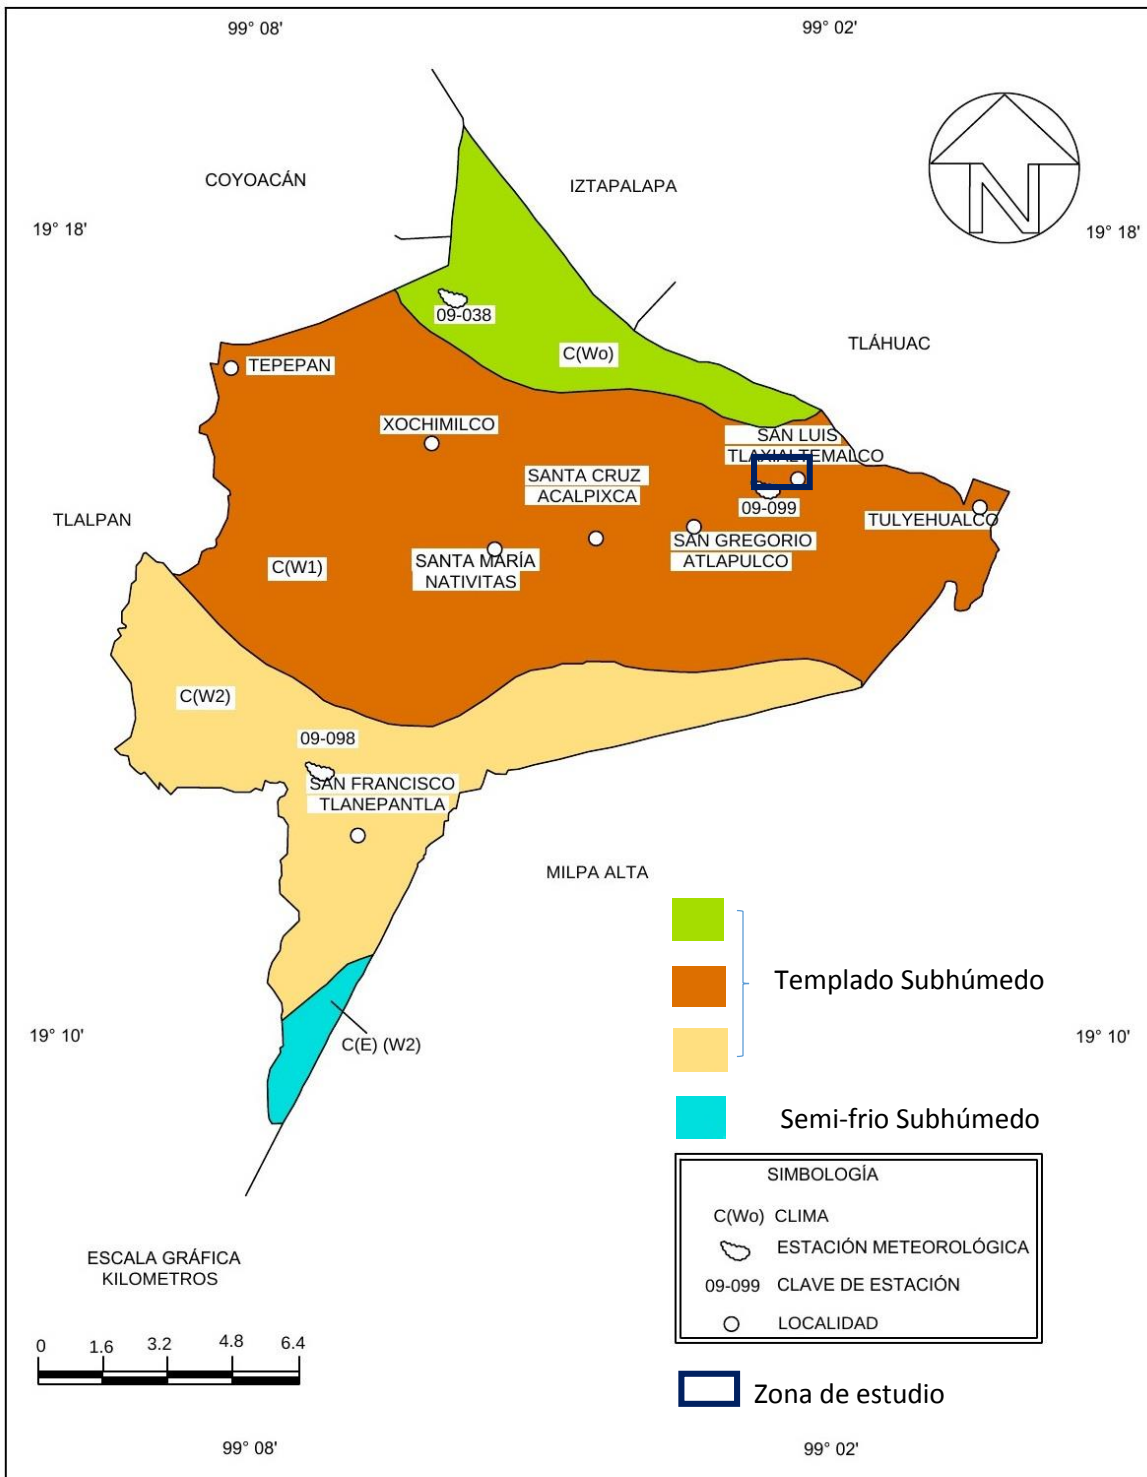 99° 08'
99° 02'
COYOACÁN
IZTAPALAPA
19° 18'
19° 18'
09-038
TLÁHUAC
C(Wo)
TEPEPAN
XOCHIMILCO
SAN LUIS
TLAXIALTEMALCO
SANTA CRUZ
ACALPIXCA
09-099
TLALPAN
TULYEHUALCO
SAN GREGORIO
ATLAPULCO
SANTA MARÍA
NATIVITAS
C(W1)
C(W2)
09-098
SAN FRANCISCO
TLANEPANTLA
MILPA ALTA
Templado Subhúmedo
19° 10'
19° 10'
C(E) (W2)
Semi-frio Subhúmedo
SIMBOLOGÍA
C(Wo) CLIMA
ESTACIÓN METEOROLÓGICA
09-099 CLAVE DE ESTACIÓN
LOCALIDAD
ESCALA GRÁFICA
KILOMETROS
0 1.6 3.2 4.8 6.4
Zona de estudio
99° 08'
99° 02'
N